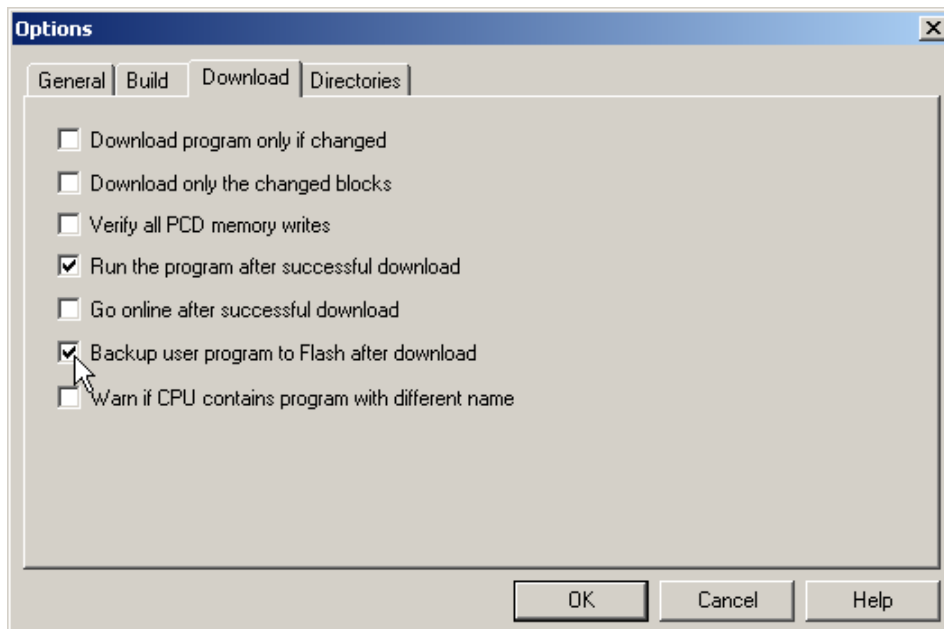 Options
General Build Download Directories
Download program only if changed
Download only the changed blocks
Verify all PCD memory writes
Run the program after successful download
Go online after successful download
Backup user program to Flash after download
Warn if CPU contains program with different name
OK Cancel Help